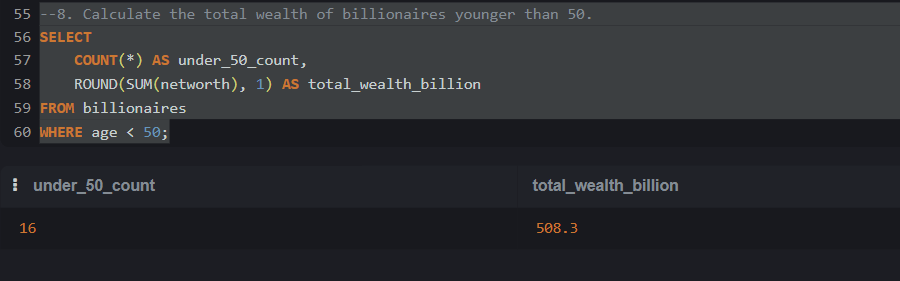 55 --8. Calculate the total wealth of billionaires younger than 50.
56 SELECT
57     COUNT(*) AS under_50_count,
58     ROUND(SUM(networth), 1) AS total_wealth_billion
59 FROM billionaires
60 WHERE age < 50;
under_50_count total_wealth_billion
16 508.3